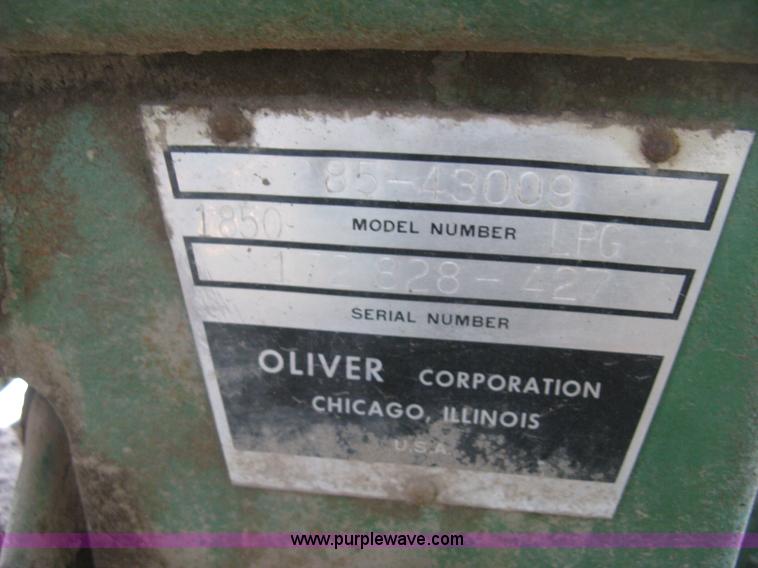 85-43009
1850 MODEL NUMBER LPG
172 828-427
SERIAL NUMBER
OLIVER CORPORATION
CHICAGO, ILLINOIS
U.S.A.
www.purplewave.com